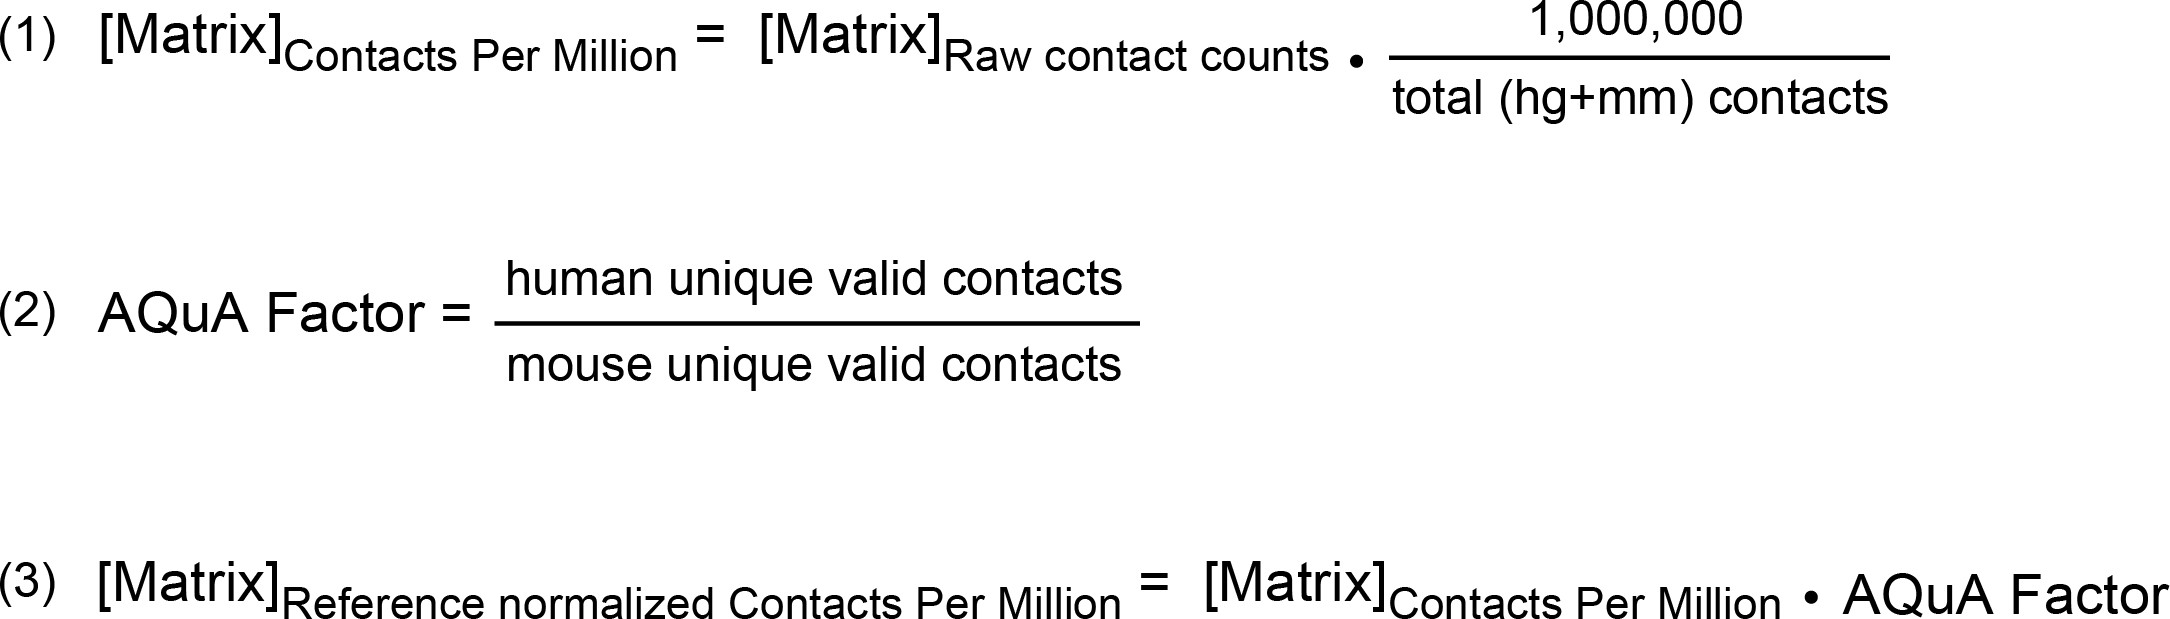 (1) [Matrix]Contacts Per Million = [Matrix]Raw contact counts • 1,000,000
total (hg+mm) contacts
(2) AQuA Factor = human unique valid contacts
mouse unique valid contacts
(3) [Matrix]Reference normalized Contacts Per Million = [Matrix]Contacts Per Million • AQuA Factor